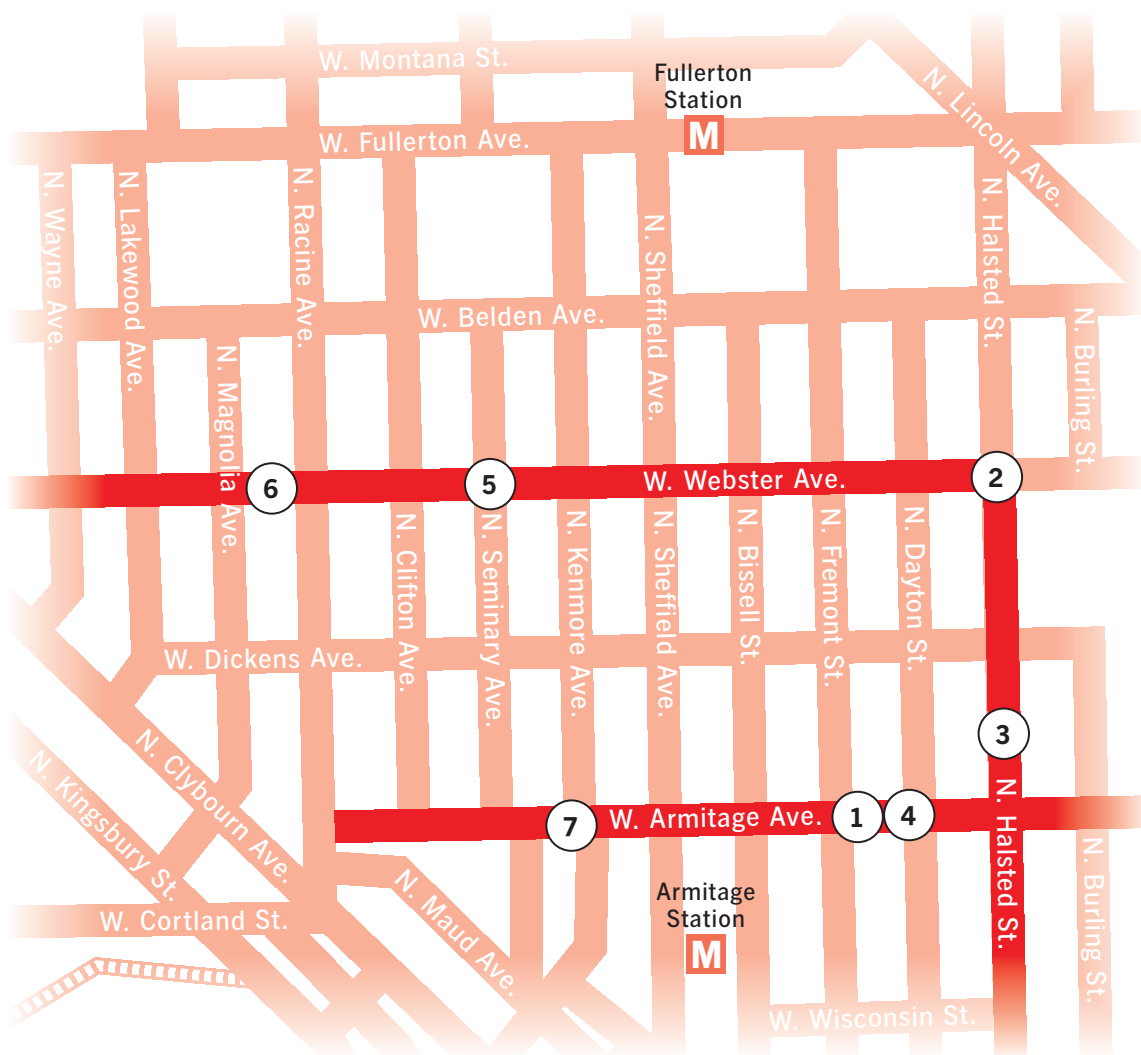 W. Montana St.
Fullerton
Station
M
N. Lincoln Ave.
W. Fullerton Ave.
N. Wayne Ave.
N. Lakewood Ave.
N. Racine Ave.
N. Sheffield Ave.
N. Halsted St.
W. Belden Ave.
N. Burling St.
N. Magnolia Ave.
6
5
W. Webster Ave.
2
N. Clifton Ave.
N. Seminary Ave.
N. Kenmore Ave.
N. Sheffield Ave.
N. Bissell St.
N. Fremont St.
N. Dayton St.
W. Dickens Ave.
3
N. Clybourn Ave.
N. Kingsbury St.
7
W. Armitage Ave.
1
4
N. Halsted St.
N. Burling St.
N. Maud Ave.
Armitage
Station
M
W. Cortland St.
W. Wisconsin St.